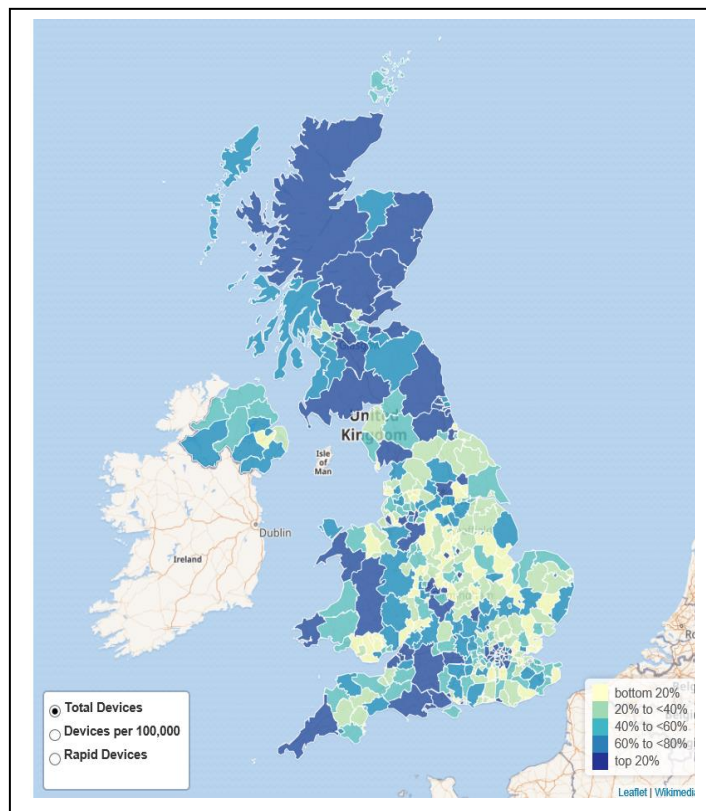 United
Kingdom
Isle
of
Man
Dublin
Ireland
Total Devices
Devices per 100,000
Rapid Devices
bottom 20%
20% to <40%
40% to <60%
60% to <80%
top 20%
Leaflet | Wikimedia